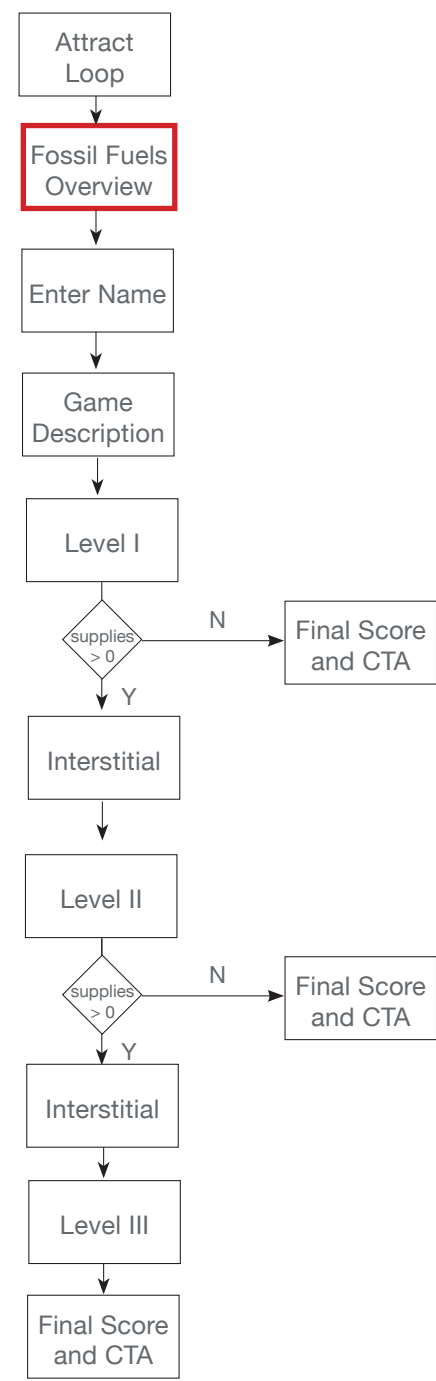 Attract
Loop
Fossil Fuels
Overview
Enter Name
Game
Description
Level I
supplies
> 0
N
Final Score
and CTA
Y
Interstitial
Level II
supplies
> 0
N
Final Score
and CTA
Y
Interstitial
Level III
Final Score
and CTA